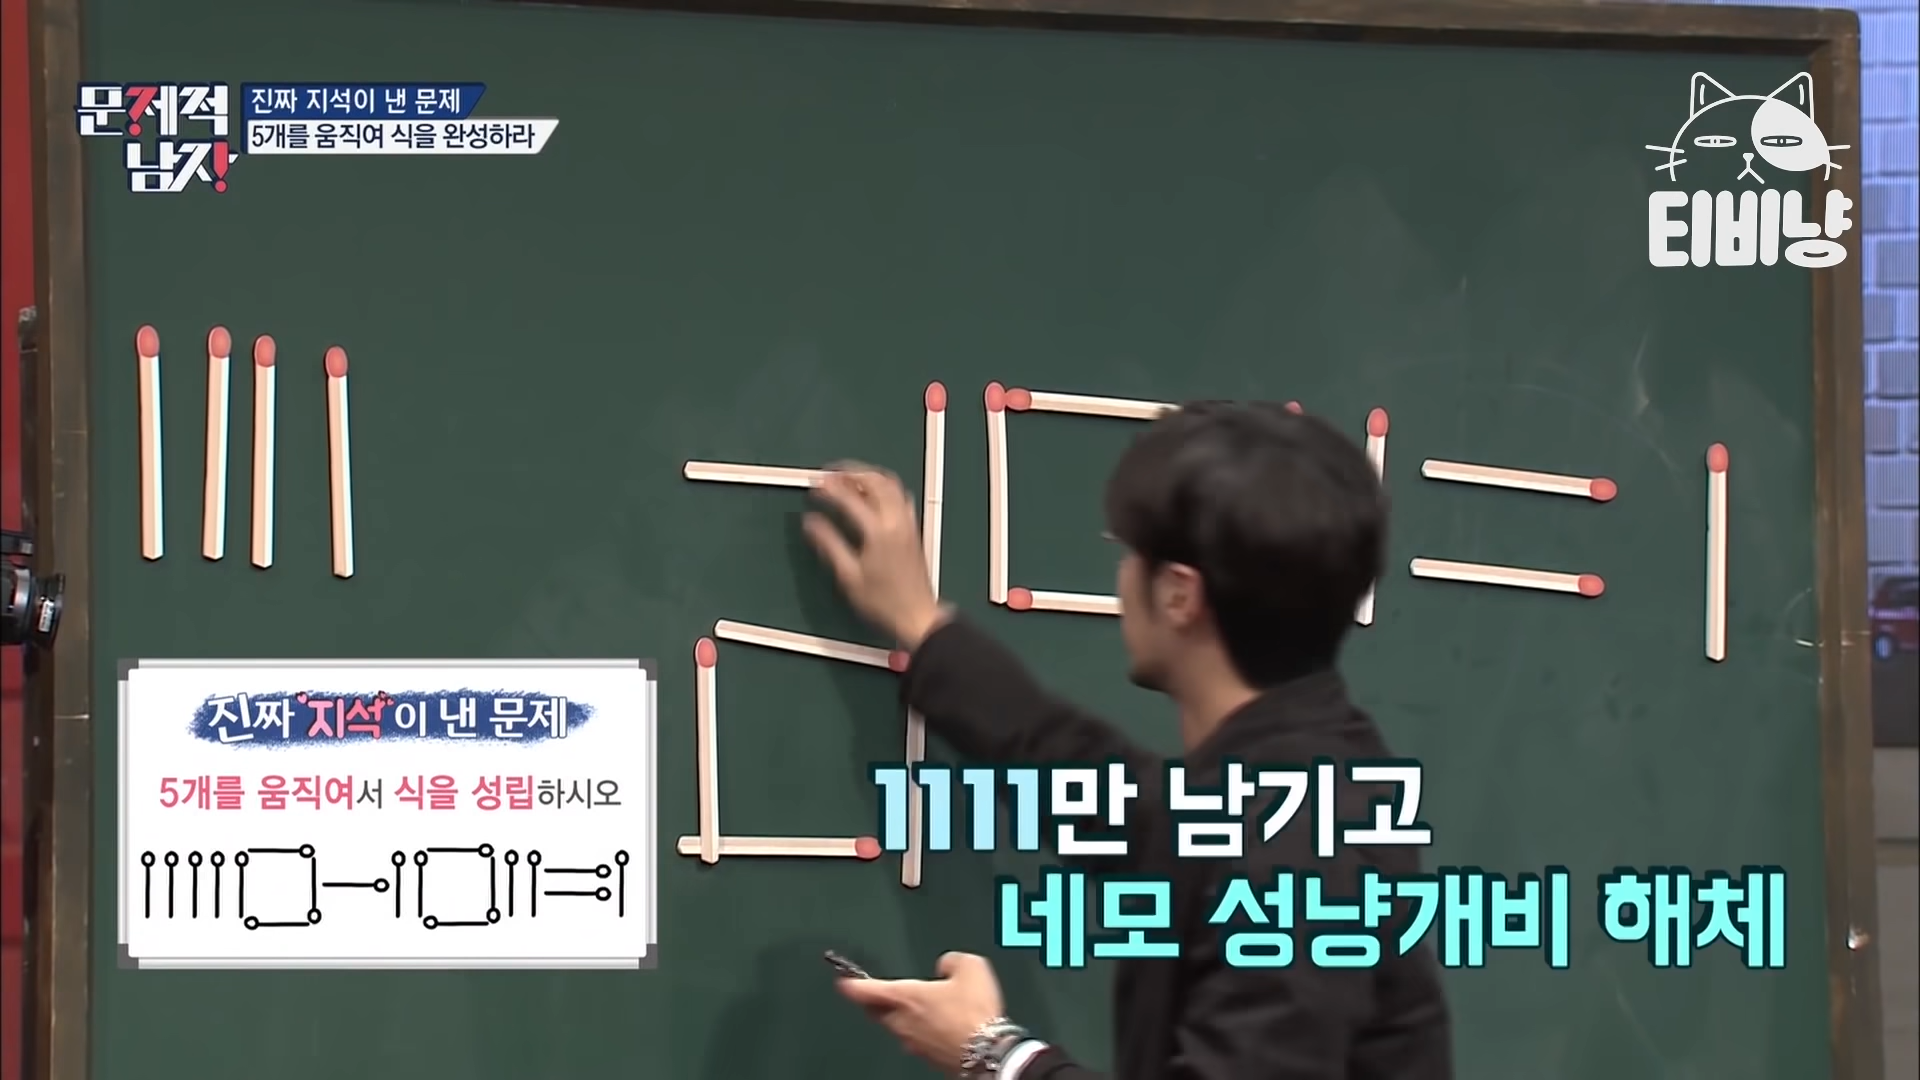 문제적
남자!
진짜 지석이 낸 문제
5개를 움직여 식을 완성하라
티비냥
진짜 지석이 낸 문제
5개를 움직여서 식을 성립하시오
1111만 남기고
네모 성냥개비 해체